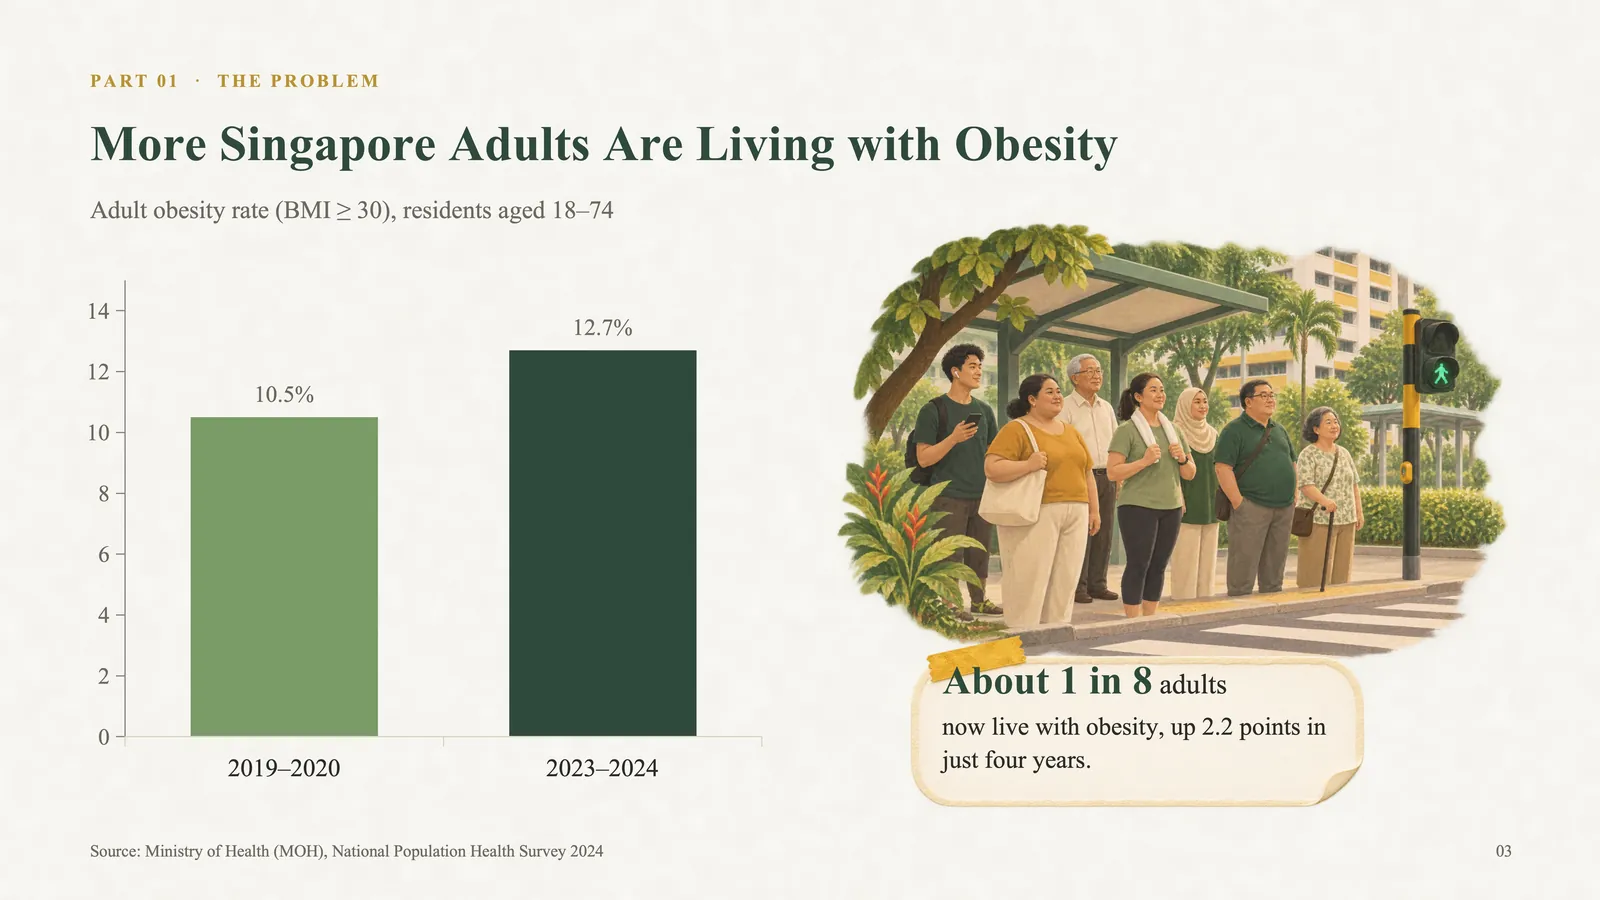 PART 01 · THE PROBLEM
More Singapore Adults Are Living with Obesity
Adult obesity rate (BMI ≥ 30), residents aged 18–74
14
12
10
8
6
4
2
0
10.5%
12.7%
2019–2020
2023–2024
About 1 in 8 adults
now live with obesity, up 2.2 points in
just four years.
Source: Ministry of Health (MOH), National Population Health Survey 2024
03